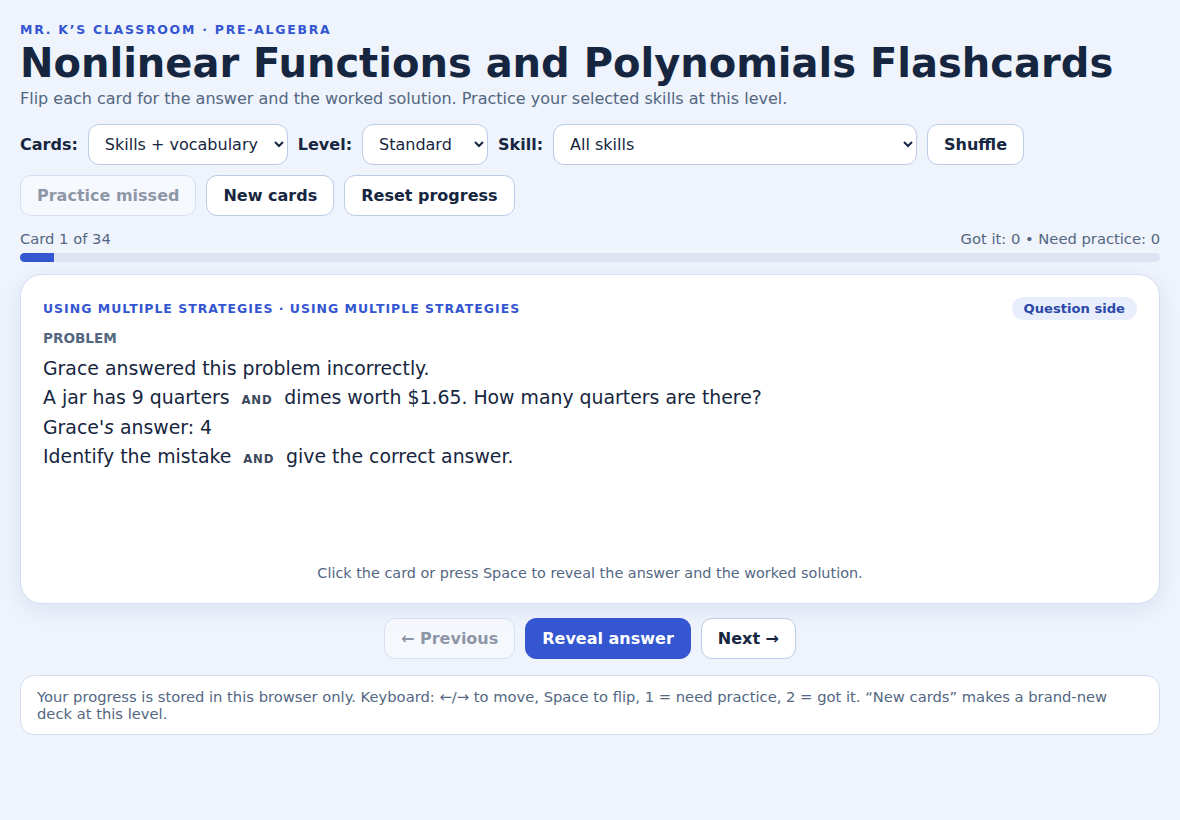 MR. K’S CLASSROOM · PRE-ALGEBRA
Nonlinear Functions and Polynomials Flashcards
Flip each card for the answer and the worked solution. Practice your selected skills at this level.
Cards: Skills + vocabulary Level: Standard Skill: All skills Shuffle
Practice missed New cards Reset progress
Card 1 of 34 Got it: 0 • Need practice: 0
USING MULTIPLE STRATEGIES · USING MULTIPLE STRATEGIES Question side
PROBLEM
Grace answered this problem incorrectly.
A jar has 9 quarters AND dimes worth $1.65. How many quarters are there?
Grace's answer: 4
Identify the mistake AND give the correct answer.
Click the card or press Space to reveal the answer and the worked solution.
← Previous Reveal answer Next →
Your progress is stored in this browser only. Keyboard: ←/→ to move, Space to flip, 1 = need practice, 2 = got it. “New cards” makes a brand-new
deck at this level.